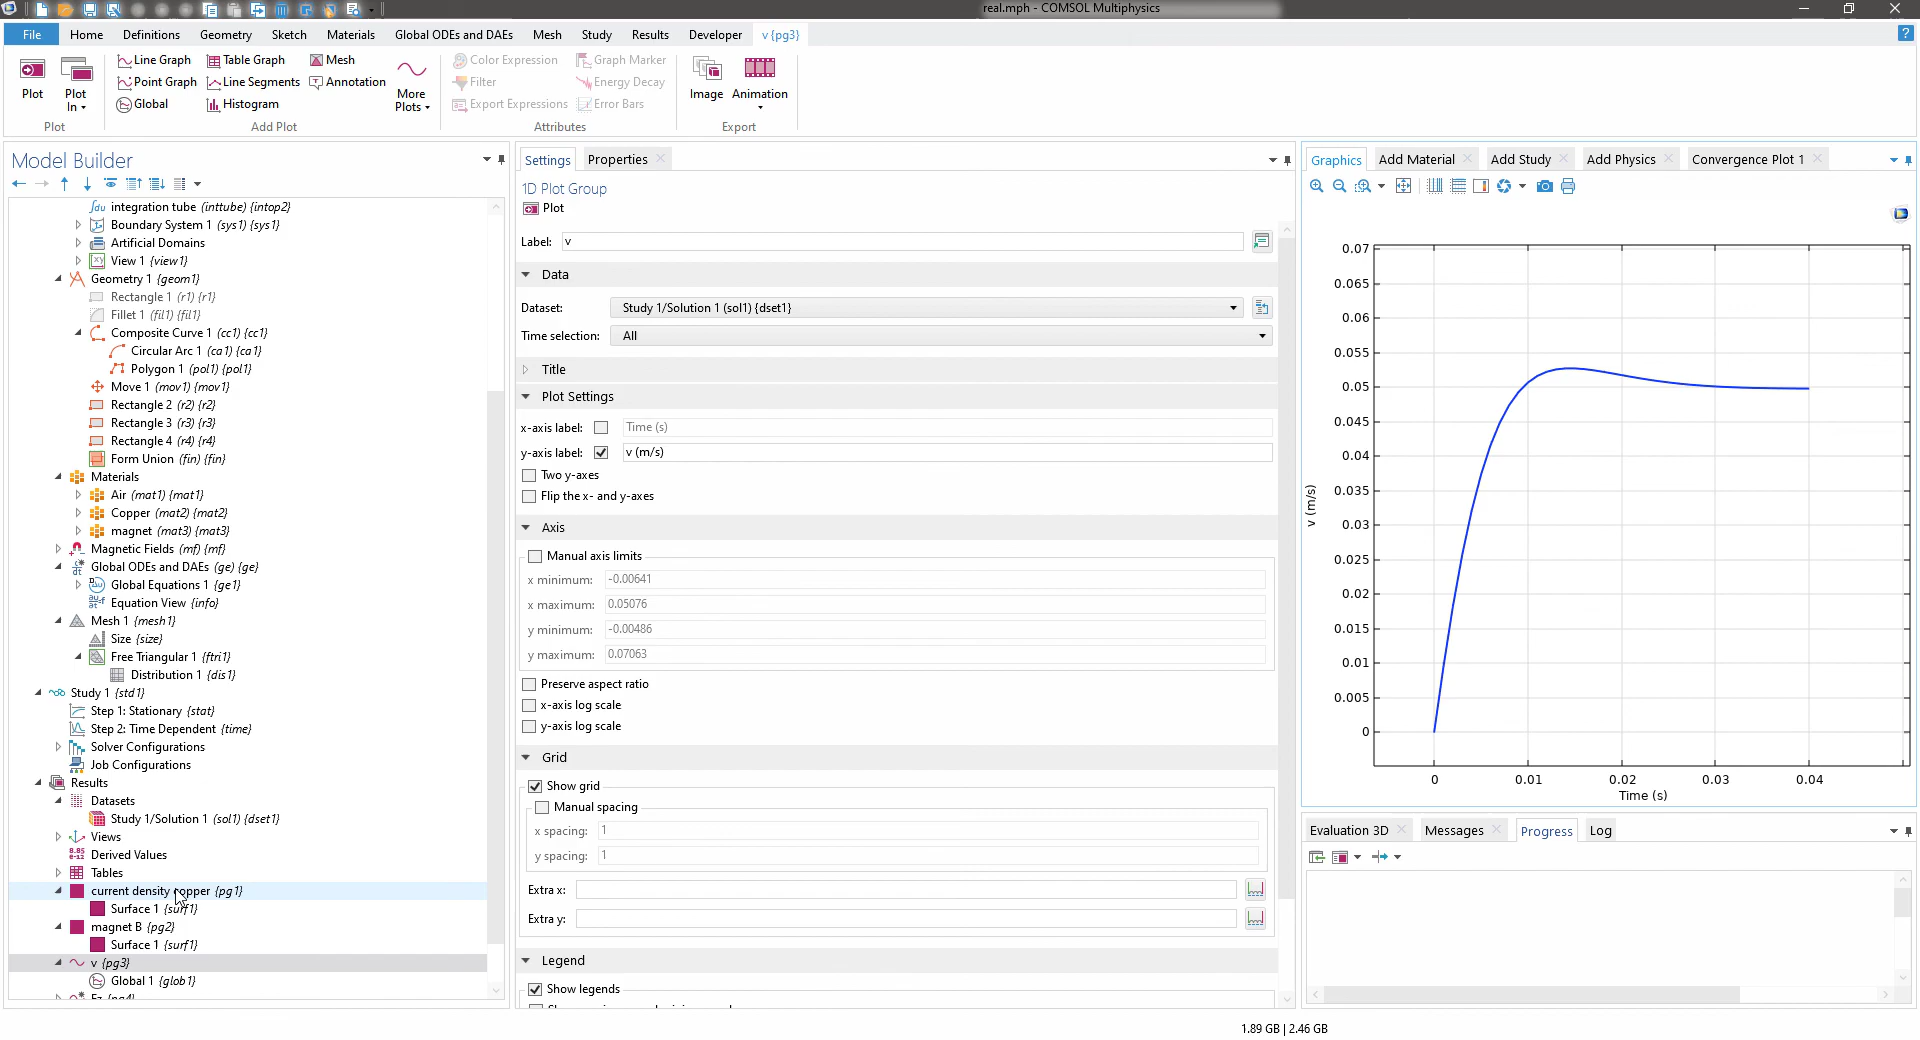 real.mph - COMSOL Multiphysics
File Home Definitions Geometry Sketch Materials Global ODEs and DAEs Mesh Study Results Developer v {pg3} ?
Plot
Plot In
Plot
Line Graph Table Graph Mesh
Point Graph Line Segments Annotation
Global Histogram
More Plots
Add Plot
Color Expression Graph Marker
Filter Energy Decay
Export Expressions Error Bars
Attributes
Image Animation
Export
Model Builder
integration tube (inttube) {intop2}
Boundary System 1 (sys1) {sys1}
Artificial Domains
View 1 {view1}
Geometry 1 {geom1}
Rectangle 1 (r1) {r1}
Fillet 1 (fil1) {fil1}
Composite Curve 1 (cc1) {cc1}
Circular Arc 1 (ca1) {ca1}
Polygon 1 (pol1) {pol1}
Move 1 (mov1) {mov1}
Rectangle 2 (r2) {r2}
Rectangle 3 (r3) {r3}
Rectangle 4 (r4) {r4}
Form Union (fin) {fin}
Materials
Air (mat1) {mat1}
Copper (mat2) {mat2}
magnet (mat3) {mat3}
Magnetic Fields (mf) {mf}
Global ODEs and DAEs (ge) {ge}
Global Equations 1 {ge1}
Equation View {info}
Mesh 1 {mesh1}
Size {size}
Free Triangular 1 {ftri1}
Distribution 1 {dis1}
Study 1 {std1}
Step 1: Stationary {stat}
Step 2: Time Dependent {time}
Solver Configurations
Job Configurations
Results
Datasets
Study 1/Solution 1 (sol1) {dset1}
Views
8.85 e-12 Derived Values
Tables
current density copper {pg1}
Surface 1 {surf1}
magnet B {pg2}
Surface 1 {surf1}
v {pg3}
Global 1 {glob1}
Fz {pg4}
Settings Properties
1D Plot Group
Plot
Label: v
Data
Dataset: Study 1/Solution 1 (sol1) {dset1}
Time selection: All
Title
Plot Settings
x-axis label: Time (s)
y-axis label: v (m/s)
Two y-axes
Flip the x- and y-axes
Axis
Manual axis limits
x minimum: -0.00641
x maximum: 0.05076
y minimum: -0.00486
y maximum: 0.07063
Preserve aspect ratio
x-axis log scale
y-axis log scale
Grid
Show grid
Manual spacing
x spacing: 1
y spacing: 1
Extra x:
Extra y:
Legend
Show legends
Graphics Add Material Add Study Add Physics Convergence Plot 1
0.07
0.065
0.06
0.055
0.05
0.045
0.04
0.035
0.03
0.025
0.02
0.015
0.01
0.005
0
v (m/s)
0 0.01 0.02 0.03 0.04
Time (s)
Evaluation 3D Messages Progress Log
1.89 GB | 2.46 GB